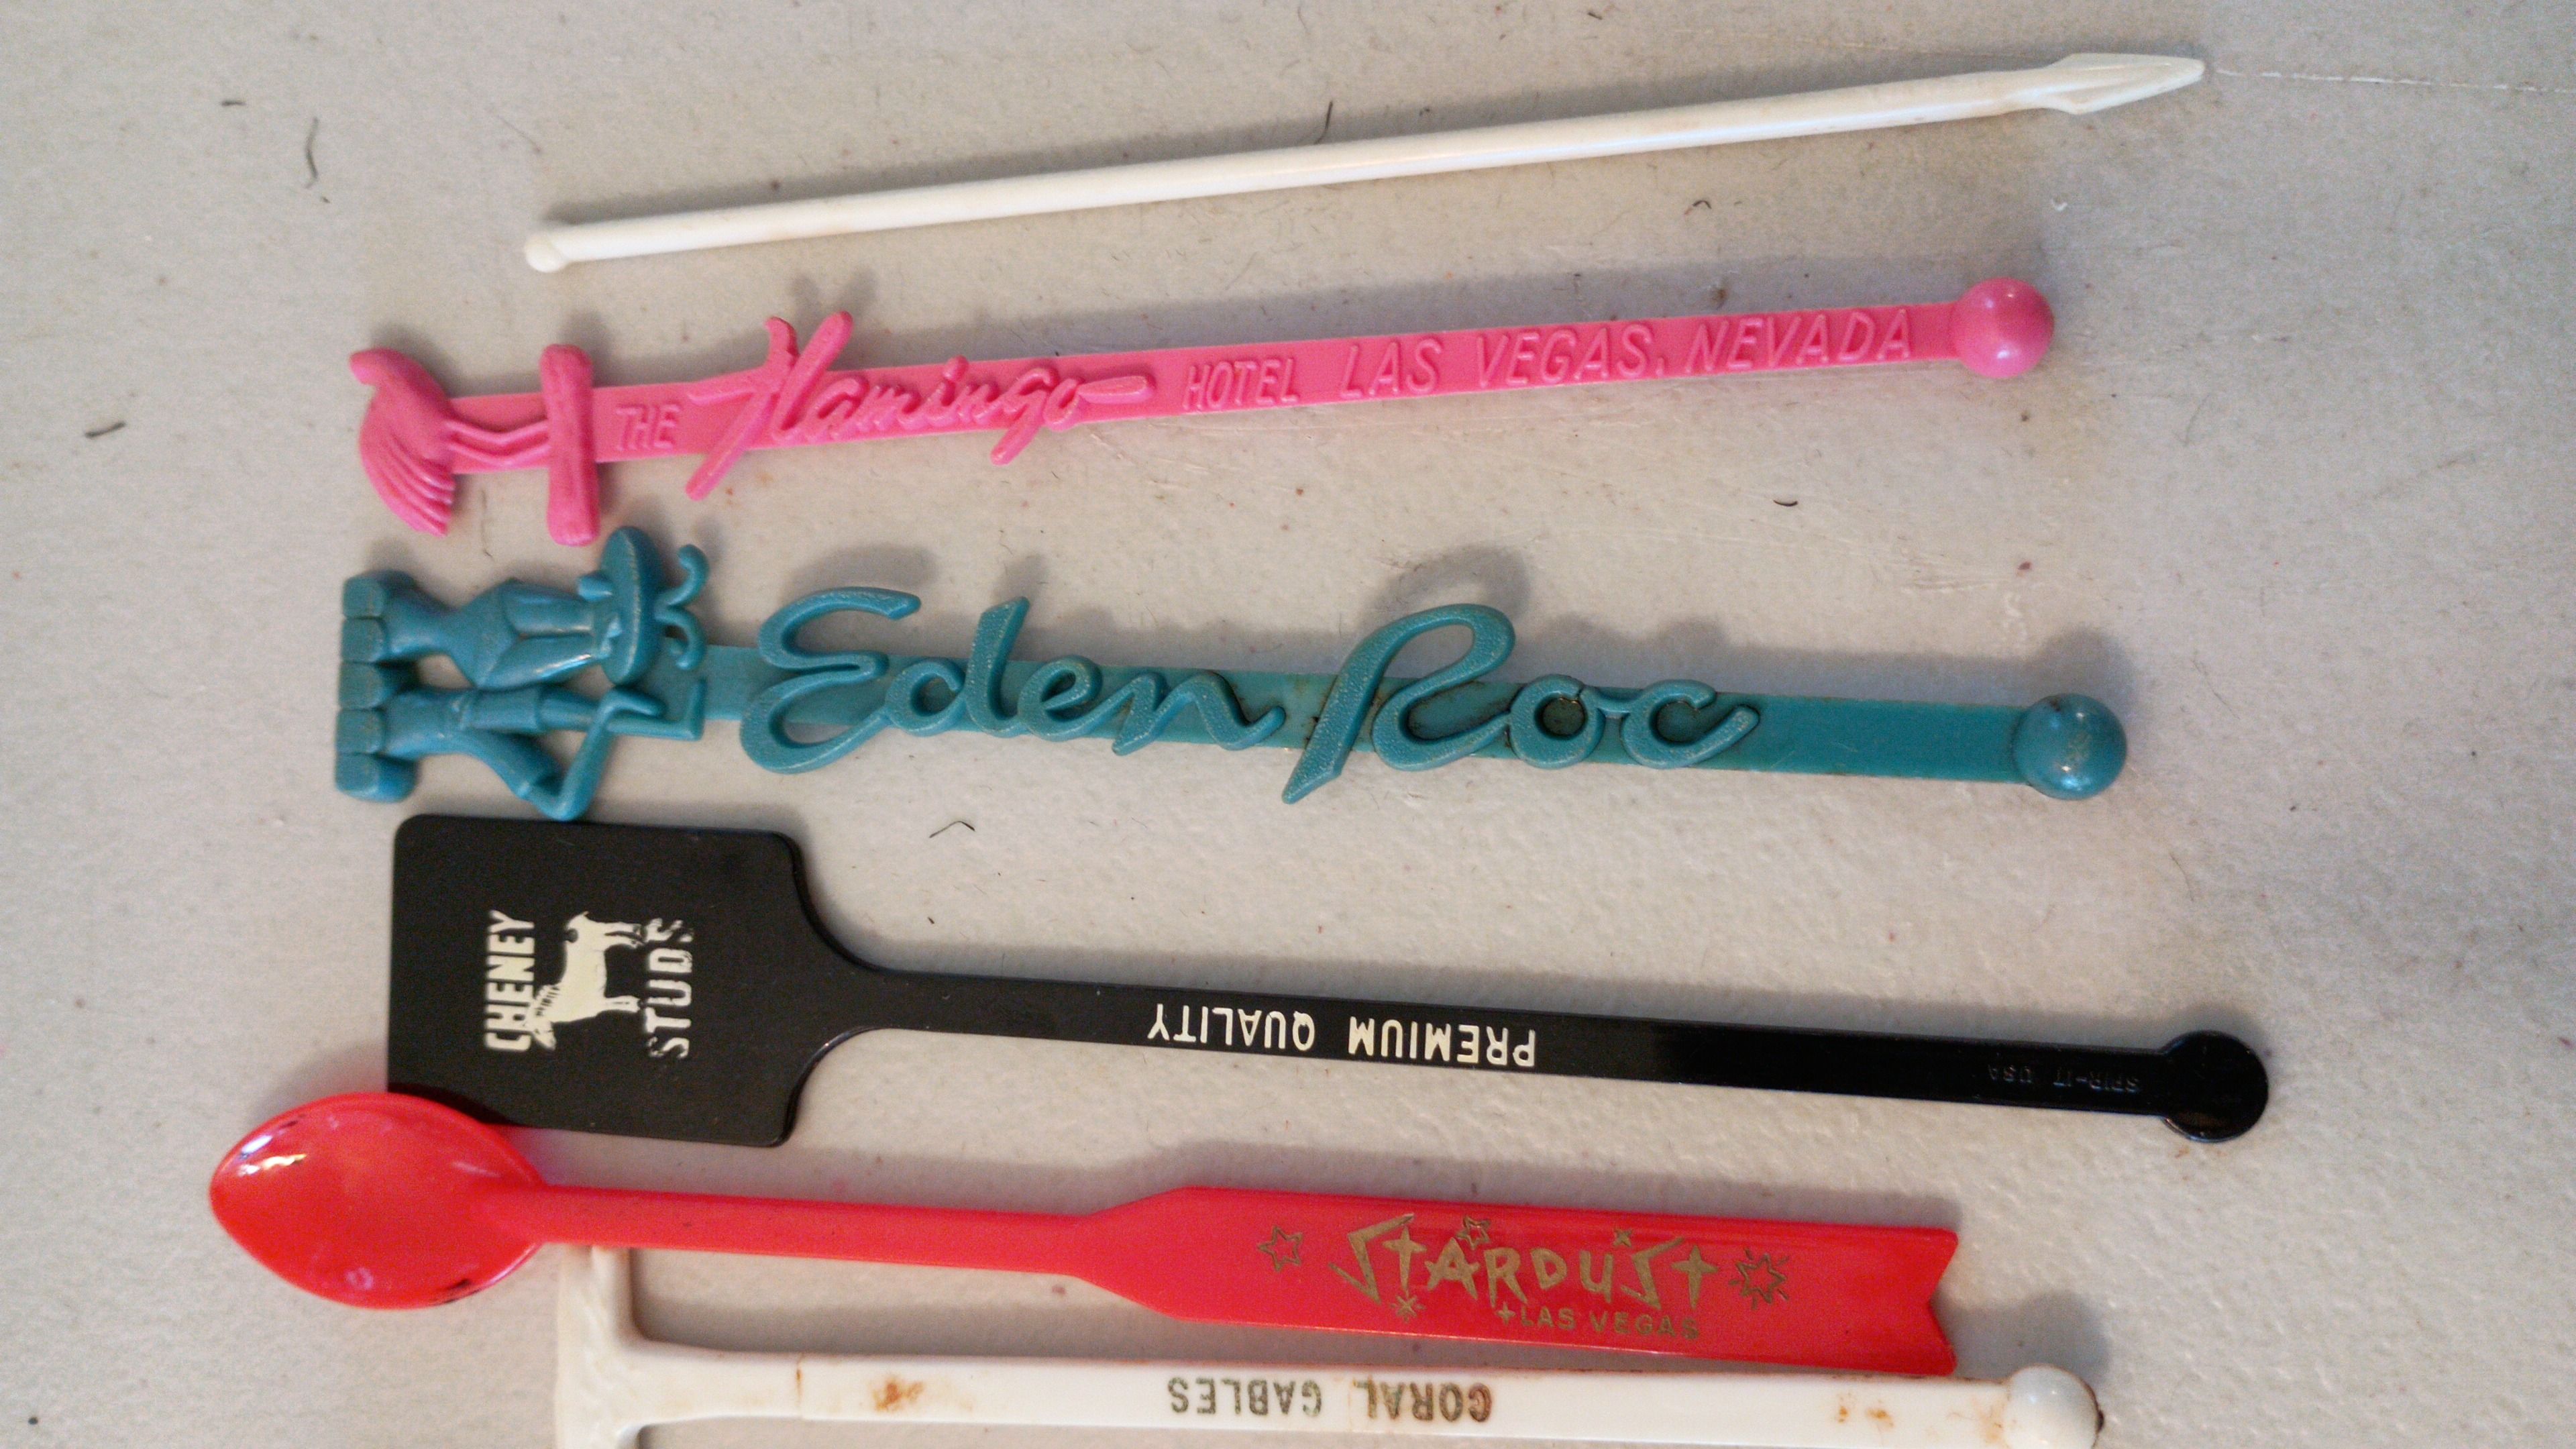 THE Flamingo HOTEL LAS VEGAS, NEVADA
Eden Roc
CHENEY
STUDS
PREMIUM QUALITY
SPIR-IT USA
STARDUST
LAS VEGAS
CORAL GABLES